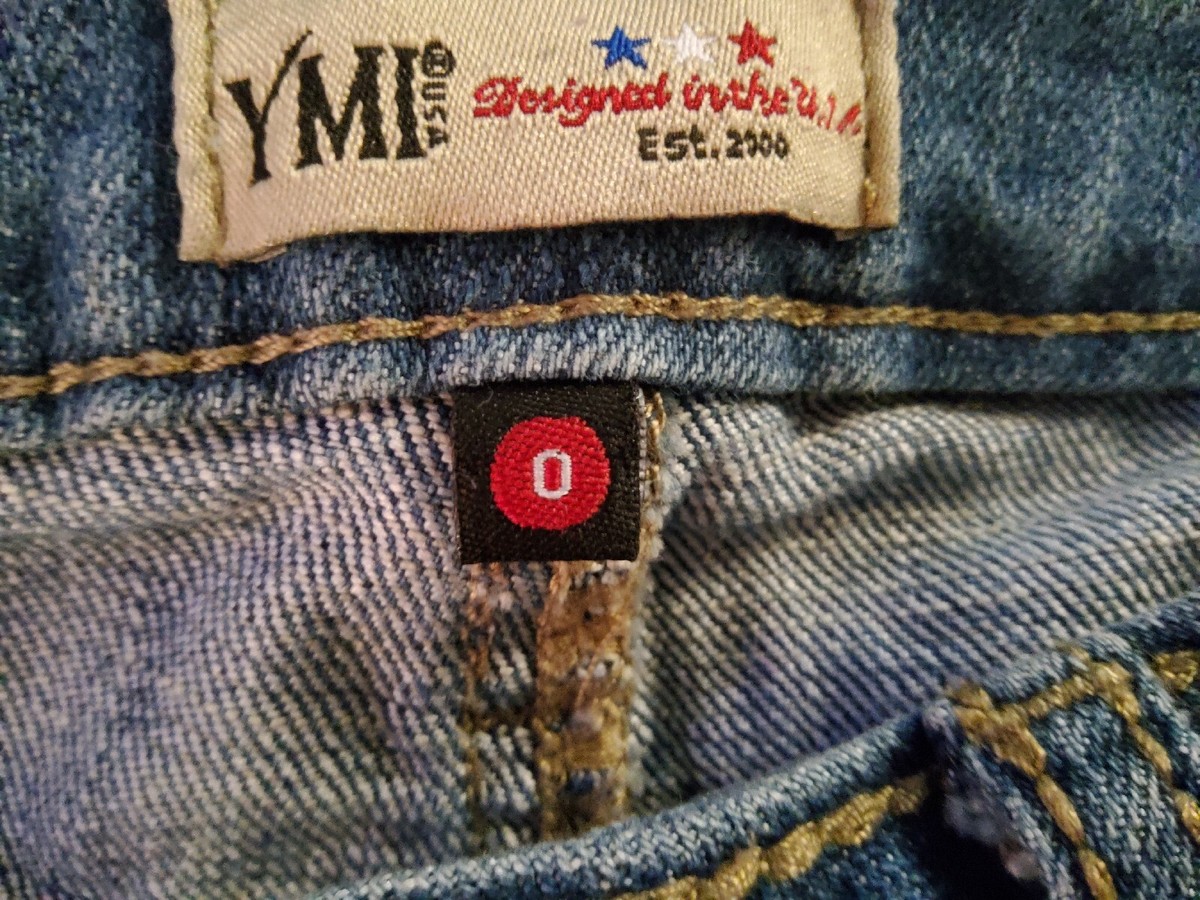 YMI® USA
Designed in the U.S.A.
Est. 2000
0